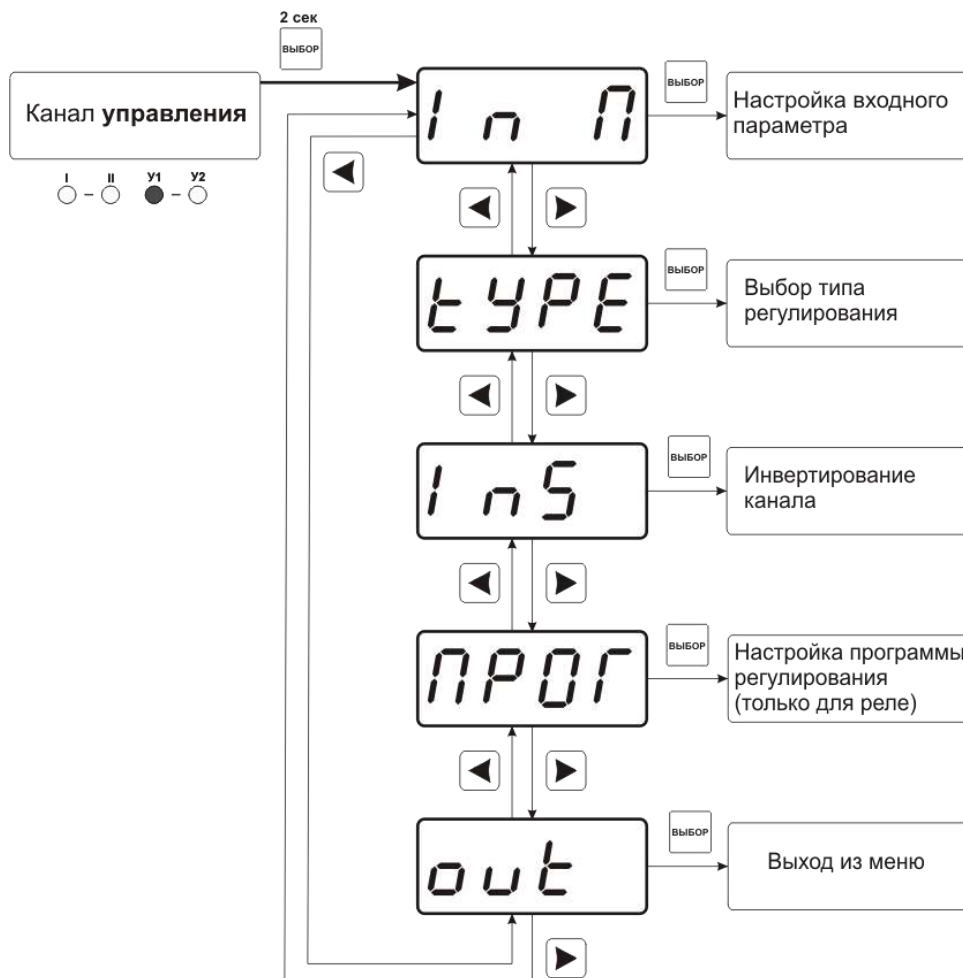 2 сек
ВЫБОР
Канал управления
I II У1 У2
In П
ВЫБОР
Настройка входного
параметра
tYPE
ВЫБОР
Выбор типа
регулирования
InS
ВЫБОР
Инвертирование
канала
ПРОГ
ВЫБОР
Настройка программы
регулирования
(только для реле)
out
ВЫБОР
Выход из меню